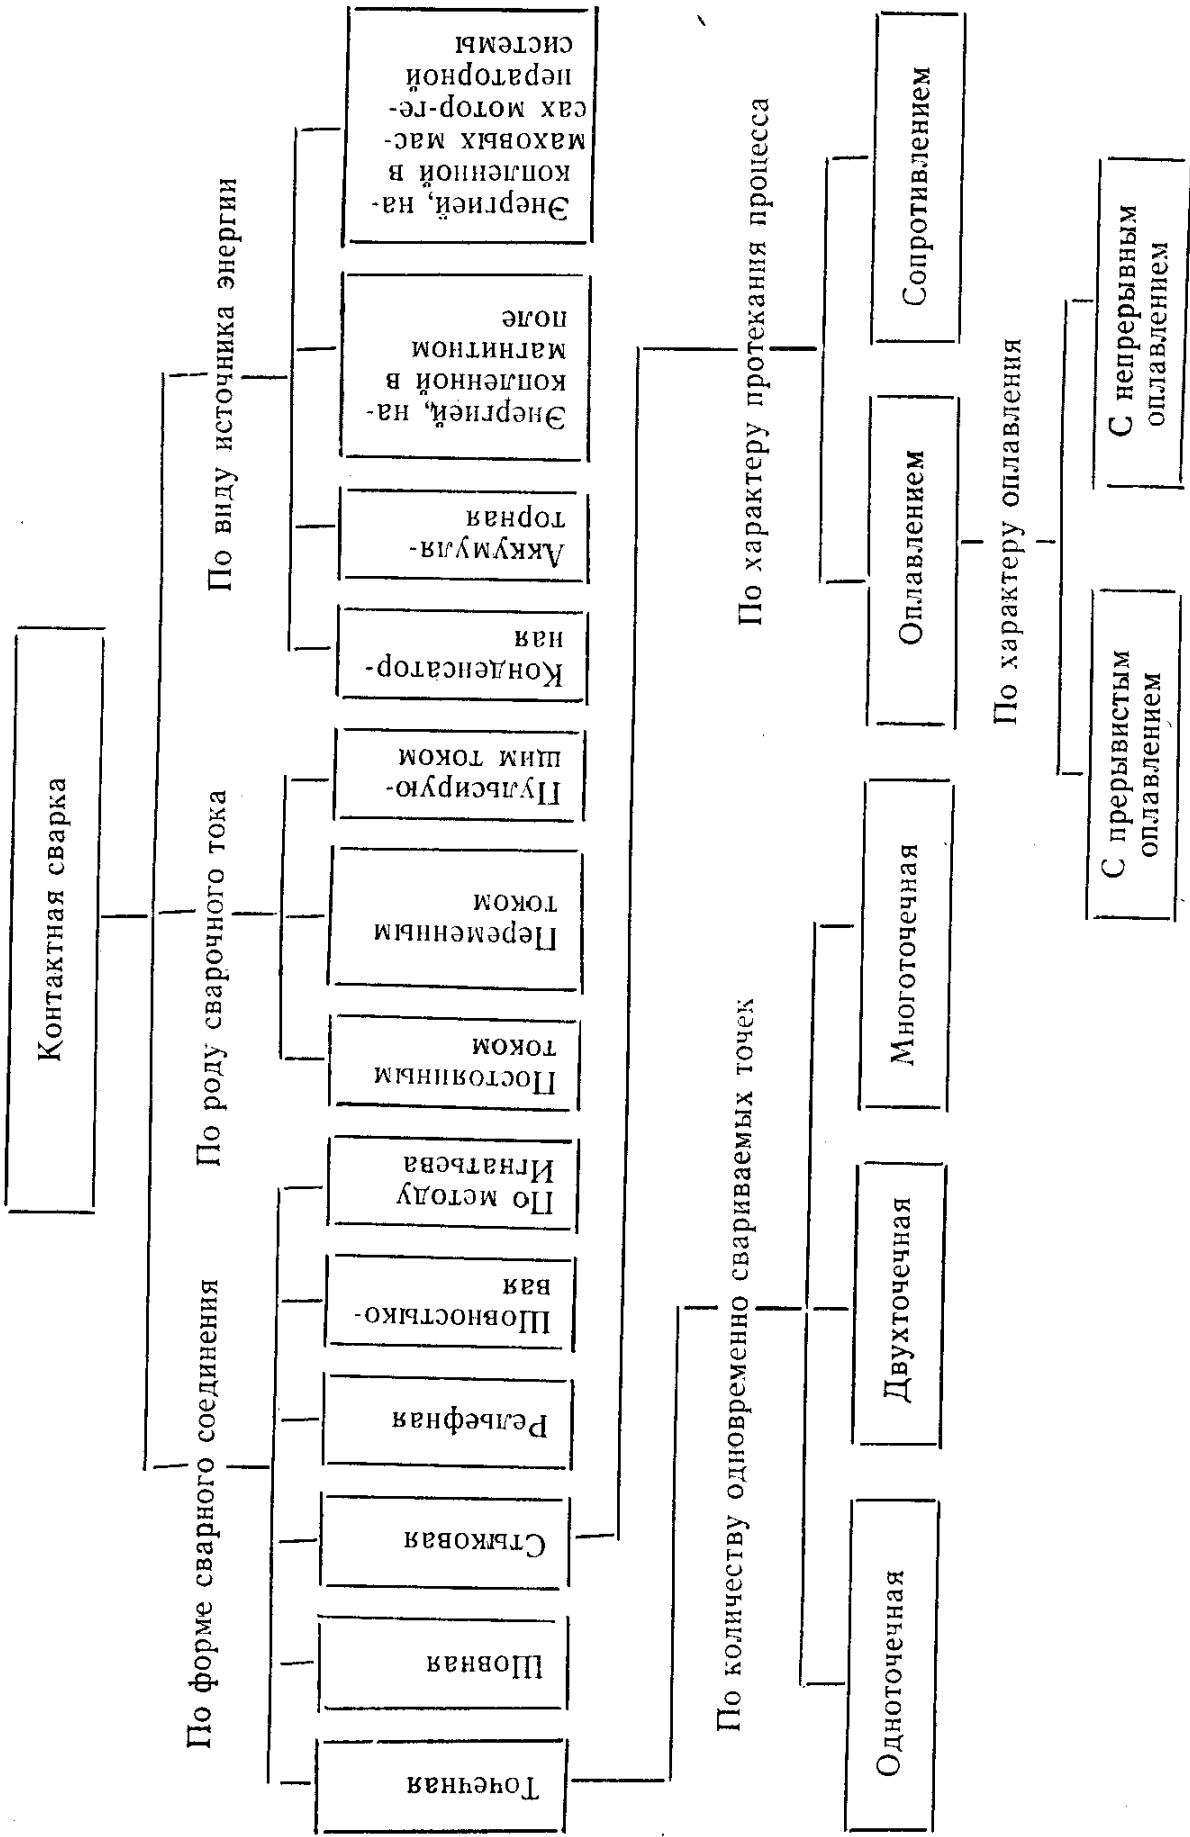 Контактная сварка
По форме сварного соединения
По роду сварочного тока
По виду источника энергии
Точечная
Шовная
Стыковая
Рельефная
Шовностыко-
вая
По методу
Игнатьева
Постоянным
током
Переменным
током
Пульсирую-
щим током
Конденсатор-
ная
Аккумуля-
торная
Энергией, на-
копленной в
магнитном
поле
Энергией, на-
копленной в
маховых мас-
сах мотор-ге-
нераторной
системы
По количеству одновременно свариваемых точек
По характеру протекания процесса
Одноточечная
Двухточечная
Многоточечная
Оплавлением
Сопротивлением
По характеру оплавления
С прерывистым
оплавлением
С непрерывным
оплавлением